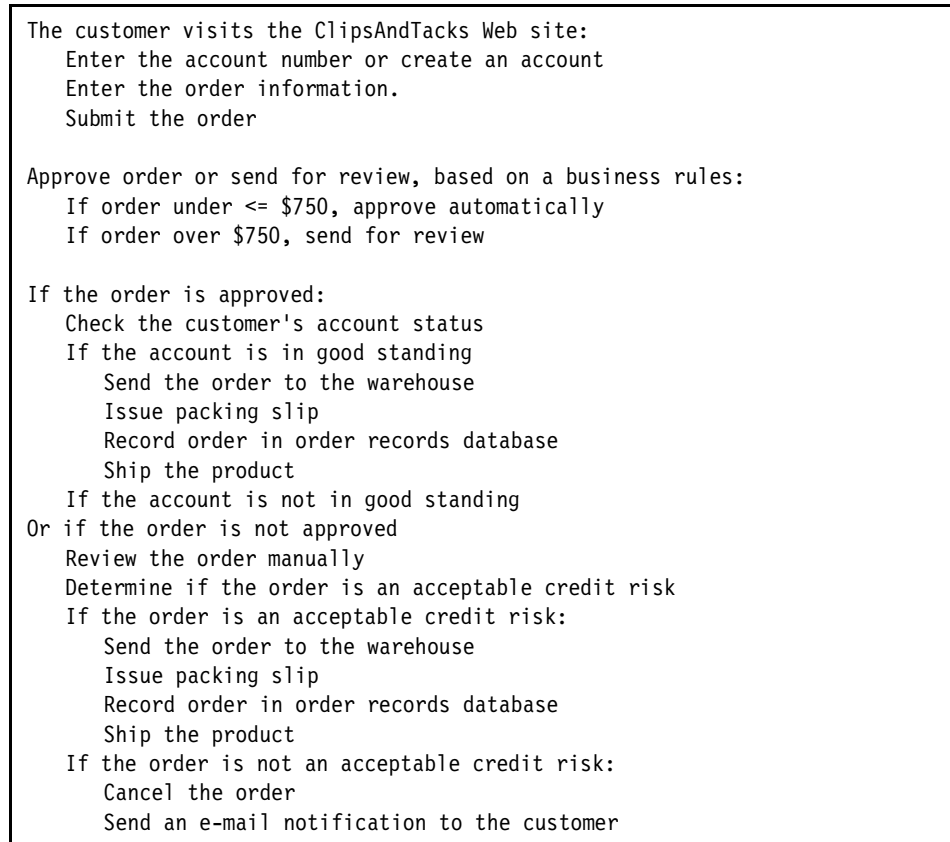 The customer visits the ClipsAndTacks Web site:
Enter the account number or create an account
Enter the order information.
Submit the order
Approve order or send for review, based on a business rules:
If order under <= $750, approve automatically
If order over $750, send for review
If the order is approved:
Check the customer's account status
If the account is in good standing
Send the order to the warehouse
Issue packing slip
Record order in order records database
Ship the product
If the account is not in good standing
Or if the order is not approved
Review the order manually
Determine if the order is an acceptable credit risk
If the order is an acceptable credit risk:
Send the order to the warehouse
Issue packing slip
Record order in order records database
Ship the product
If the order is not an acceptable credit risk:
Cancel the order
Send an e-mail notification to the customer